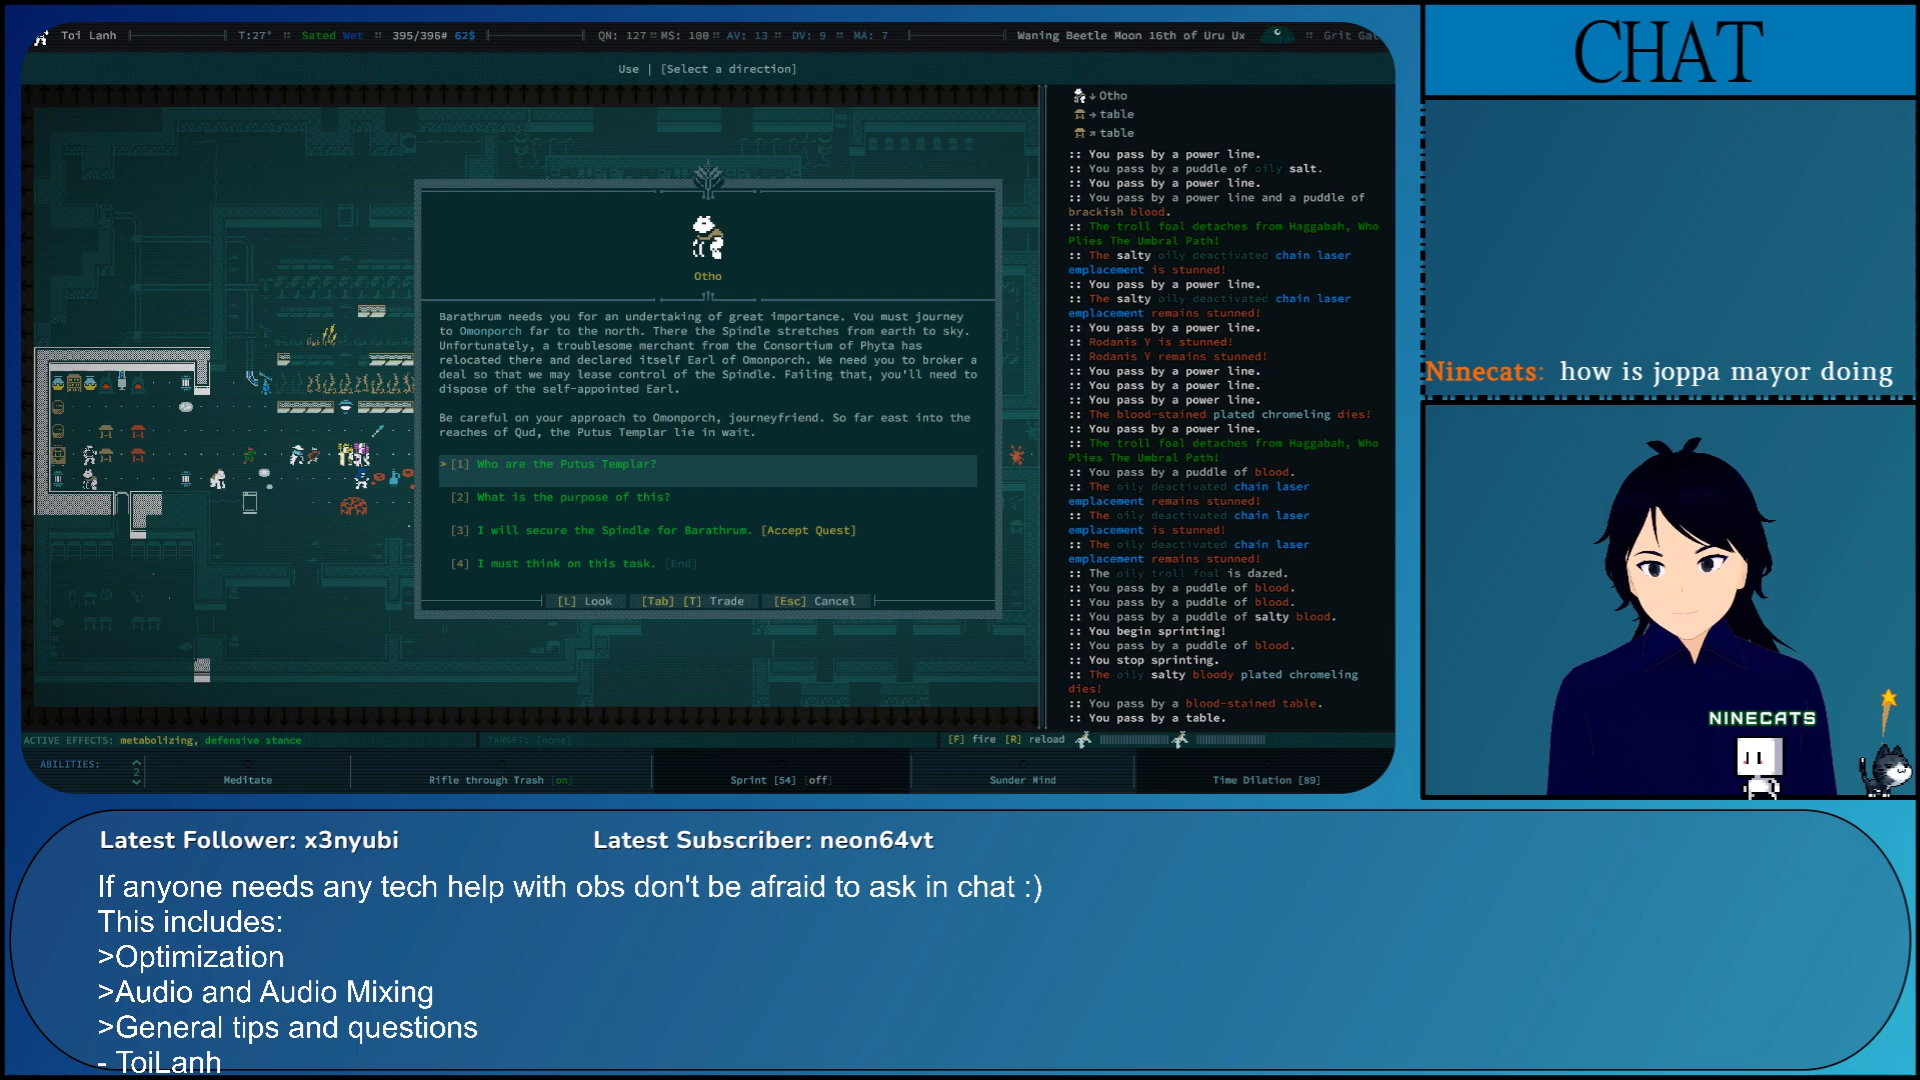 Toi Lanh
T:27° :: Sated Wet :: 395/396# 62$
QN: 127 :: MS: 100 :: AV: 13 :: DV: 9 :: MA: 7
Waning Beetle Moon 16th of Uru Ux
:: Grit Gat
Use | [Select a direction]
Otho
Barathrum needs you for an undertaking of great importance. You must journey
to Omonporch far to the north. There the Spindle stretches from earth to sky.
Unfortunately, a troublesome merchant from the Consortium of Phyta has
relocated there and declared itself Earl of Omonporch. We need you to broker a
deal so that we may lease control of the Spindle. Failing that, you'll need to
dispose of the self-appointed Earl.
Be careful on your approach to Omonporch, journeyfriend. So far east into the
reaches of Qud, the Putus Templar lie in wait.
>[1] Who are the Putus Templar?
[2] What is the purpose of this?
[3] I will secure the Spindle for Barathrum. [Accept Quest]
[4] I must think on this task. [End]
[L] Look [Tab] [T] Trade [Esc] Cancel
↓ Otho
→ table
↗ table
:: You pass by a power line.
:: You pass by a puddle of oily salt.
:: You pass by a power line.
:: You pass by a power line and a puddle of
brackish blood.
:: The troll foal detaches from Haggabah, Who
Plies The Umbral Path!
:: The salty oily deactivated chain laser
emplacement is stunned!
:: You pass by a power line.
:: The salty oily deactivated chain laser
emplacement remains stunned!
:: You pass by a power line.
:: Rodanis Y is stunned!
:: Rodanis Y remains stunned!
:: You pass by a power line.
:: You pass by a power line.
:: You pass by a power line.
:: The blood-stained plated chromeling dies!
:: You pass by a power line.
:: The troll foal detaches from Haggabah, Who
Plies The Umbral Path!
:: You pass by a puddle of blood.
:: The oily deactivated chain laser
emplacement remains stunned!
:: The oily deactivated chain laser
emplacement is stunned!
:: The oily deactivated chain laser
emplacement remains stunned!
:: The oily troll foal is dazed.
:: You pass by a puddle of blood.
:: You pass by a puddle of blood.
:: You pass by a puddle of salty blood.
:: You begin sprinting!
:: You pass by a puddle of blood.
:: You stop sprinting.
:: The oily salty bloody plated chromeling
dies!
:: You pass by a blood-stained table.
:: You pass by a table.
ACTIVE EFFECTS: metabolizing, defensive stance
TARGET: [none]
[F] fire [R] reload
ABILITIES:
2
Meditate
Rifle through Trash [on]
Sprint [54] [off]
Sunder Mind
Time Dilation [89]
CHAT
Ninecats: how is joppa mayor doing
NINECATS
Latest Follower: x3nyubi
Latest Subscriber: neon64vt
If anyone needs any tech help with obs don't be afraid to ask in chat :)
This includes:
>Optimization
>Audio and Audio Mixing
>General tips and questions
- ToiLanh